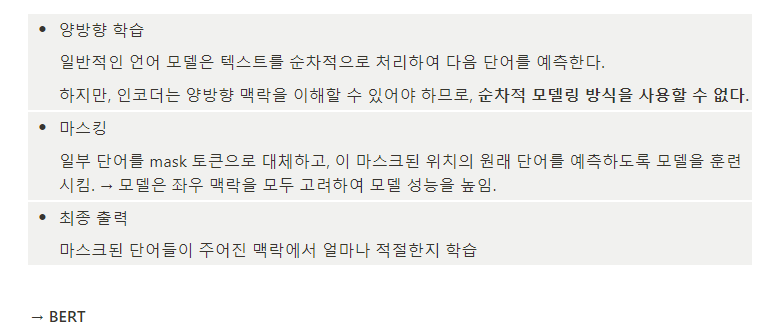 • 양방향 학습
일반적인 언어 모델은 텍스트를 순차적으로 처리하여 다음 단어를 예측한다.
하지만, 인코더는 양방향 맥락을 이해할 수 있어야 하므로, 순차적 모델링 방식을 사용할 수 없다.
• 마스킹
일부 단어를 mask 토큰으로 대체하고, 이 마스크된 위치의 원래 단어를 예측하도록 모델을 훈련
시킴. → 모델은 좌우 맥락을 모두 고려하여 모델 성능을 높임.
• 최종 출력
마스크된 단어들이 주어진 맥락에서 얼마나 적절한지 학습
→ BERT